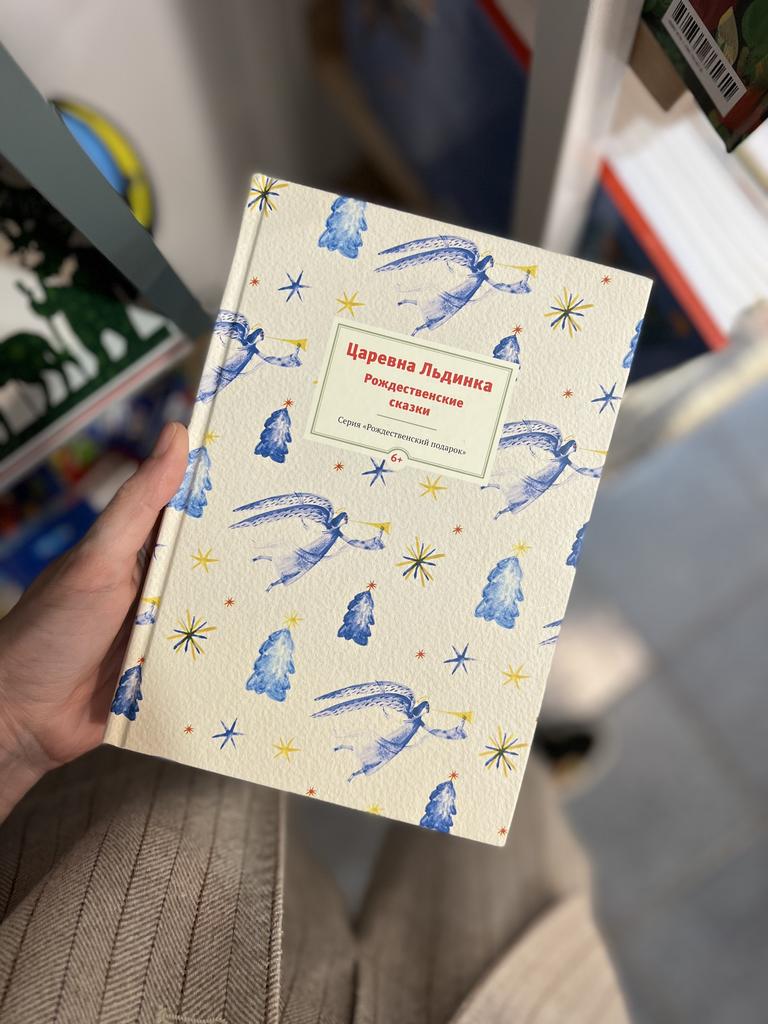 Царевна Льдинка
Рождественские
сказки
Серия «Рождественский подарок»
6+